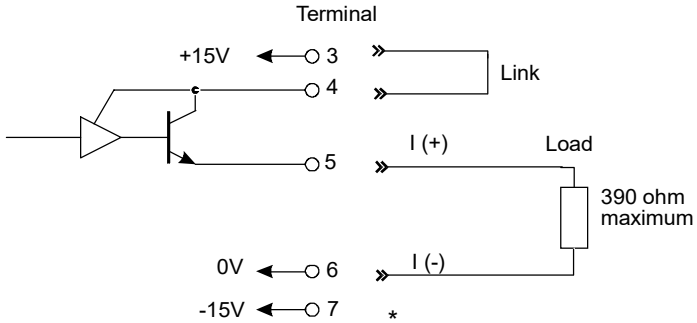 Terminal
+15V 3
4
Link
5
I (+)
Load
390 ohm
maximum
0V 6
I (-)
-15V 7
*